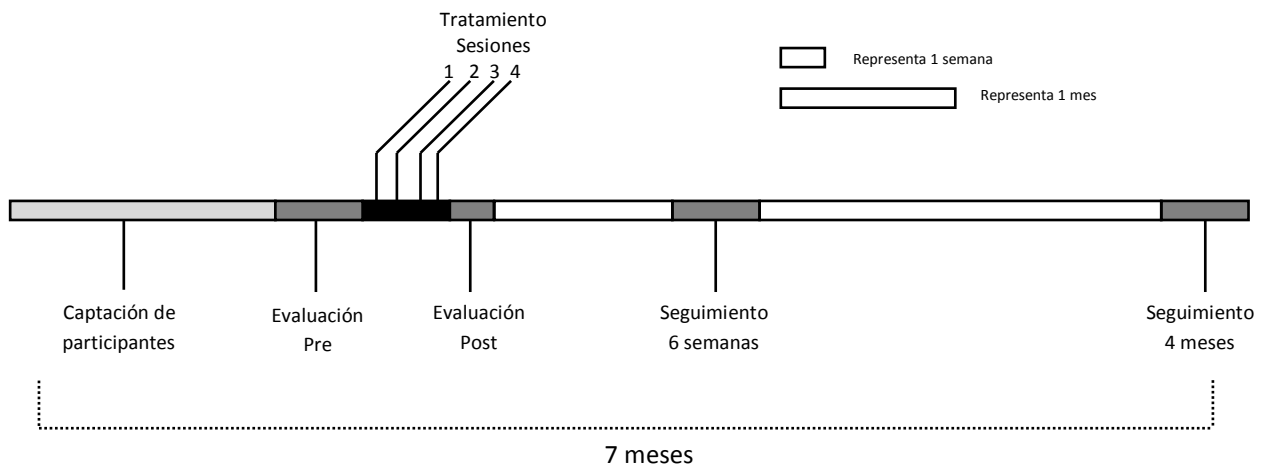 Tratamiento
Sesiones
1 2 3 4
Representa 1 semana
Representa 1 mes
Captación de
participantes
Evaluación
Pre
Evaluación
Post
Seguimiento
6 semanas
Seguimiento
4 meses
7 meses